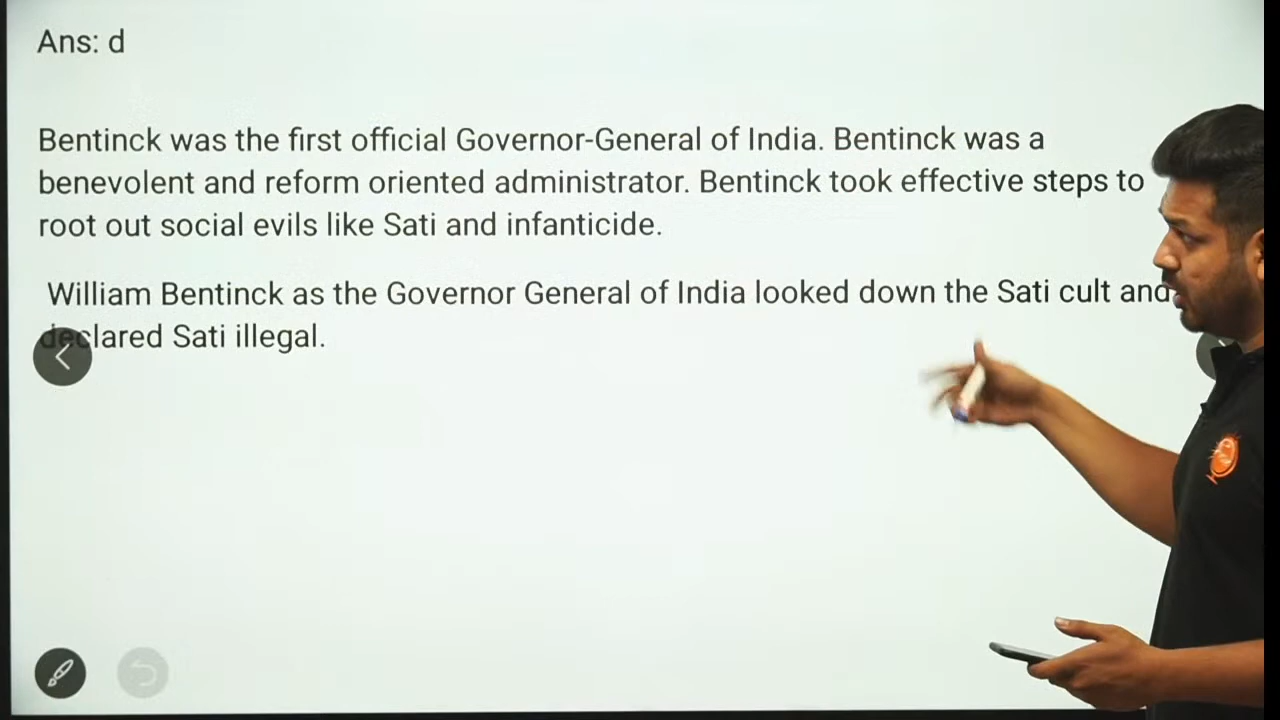 Ans: d
Bentinck was the first official Governor-General of India. Bentinck was a
benevolent and reform oriented administrator. Bentinck took effective steps to
root out social evils like Sati and infanticide.
William Bentinck as the Governor General of India looked down the Sati cult and
declared Sati illegal.